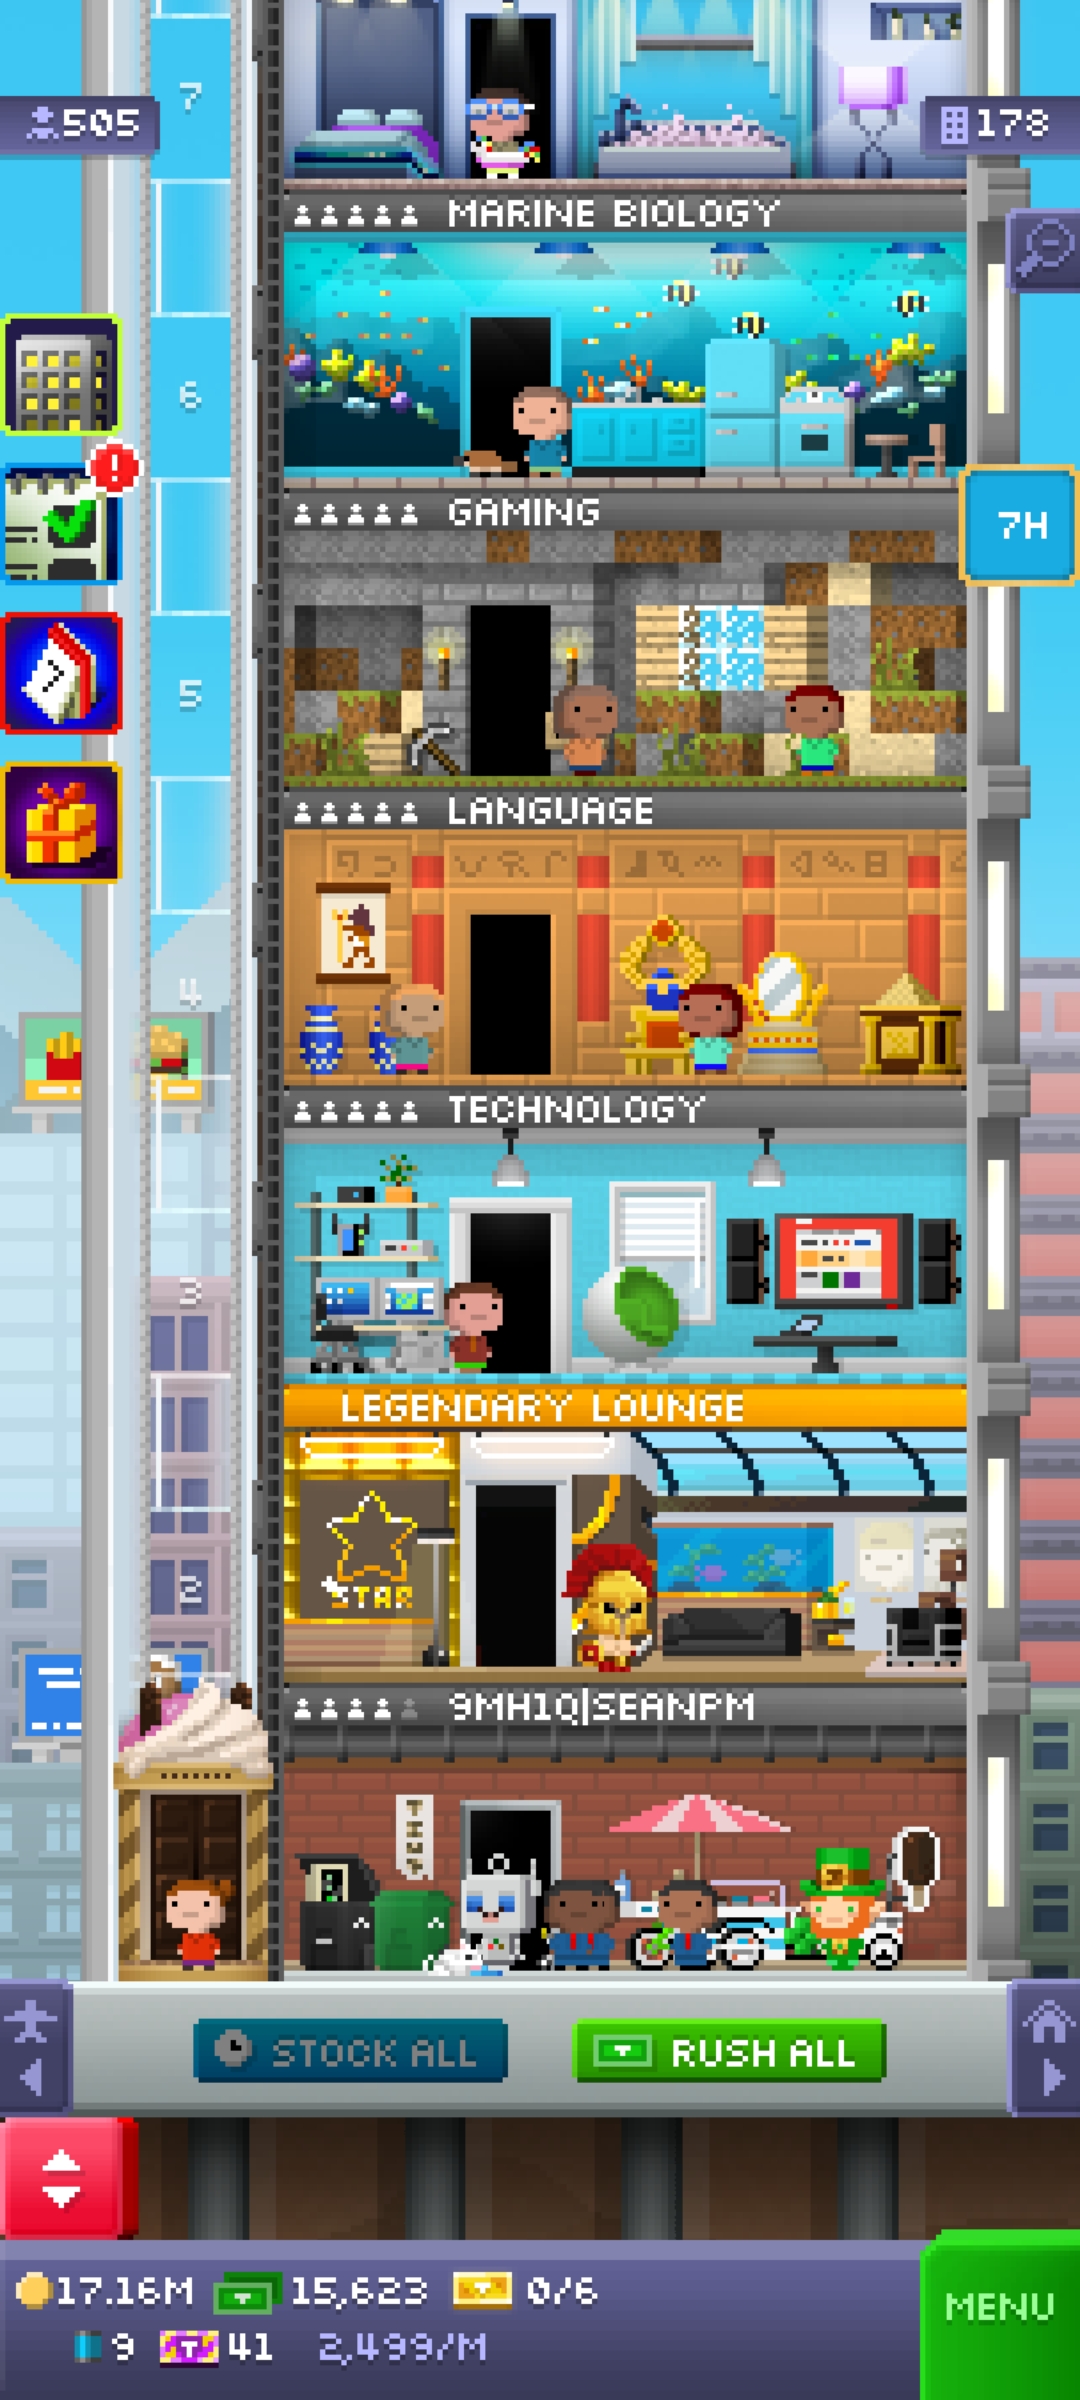 7
505
178
MARINE BIOLOGY
6
GAMING
7H
5
7
LANGUAGE
4
TECHNOLOGY
3
LEGENDARY LOUNGE
STAR
2
9MH1Q|SEANPM
STOCK ALL
RUSH ALL
17.16M 15,623 0/6
MENU
9 41 2,499/M